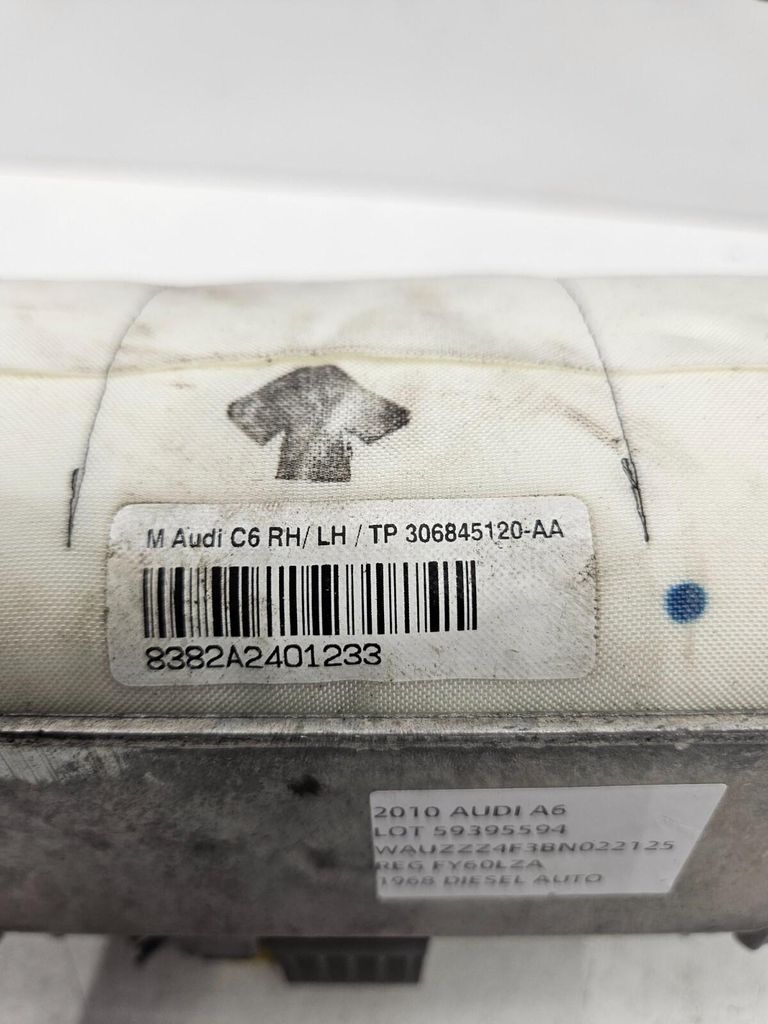 M Audi C6 RH/ LH / TP 306845120-AA
8382A2401233
2010 AUDI A6
LOT 59395594
WAUZZZ4F3BN022125
REG FY60LZA
1968 DIESEL AUTO